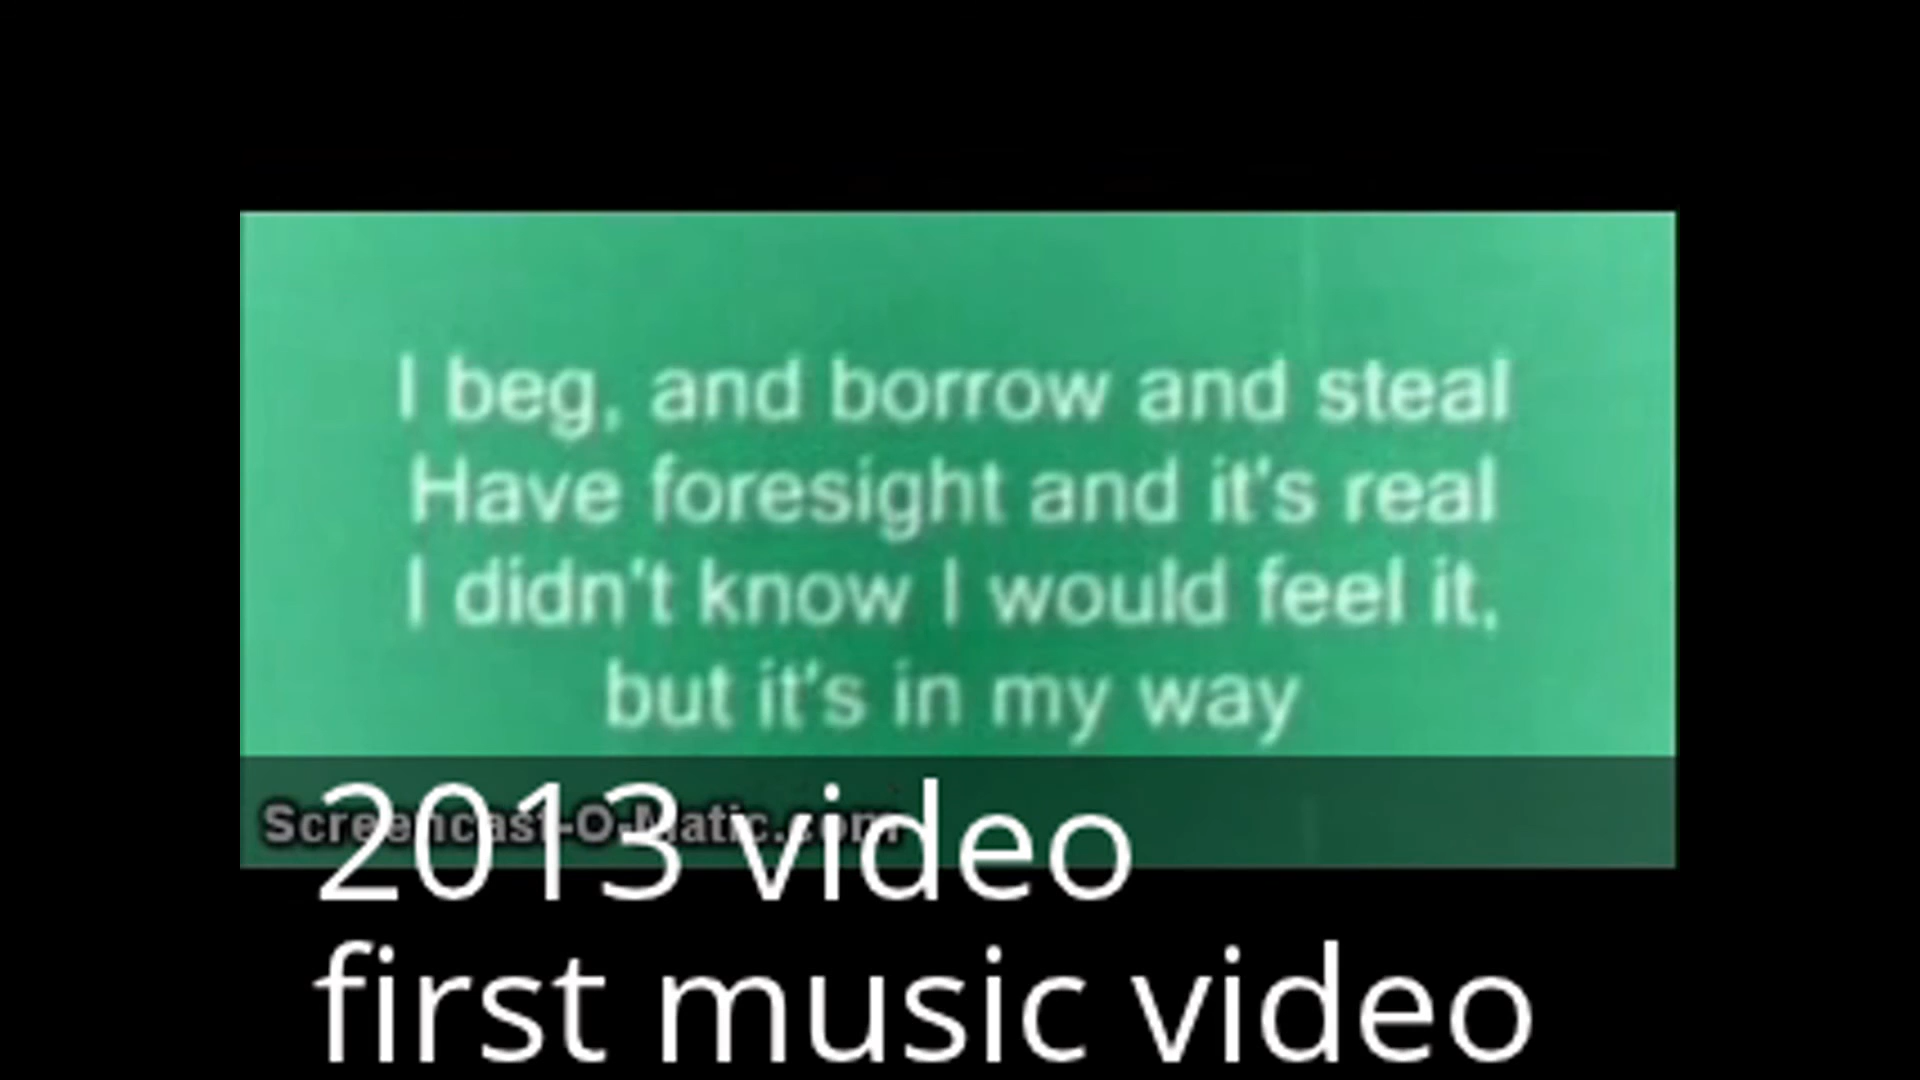 I beg, and borrow and steal
Have foresight and it's real
I didn't know I would feel it,
but it's in my way
Screencast-O-Matic.com
2013 video
first music video